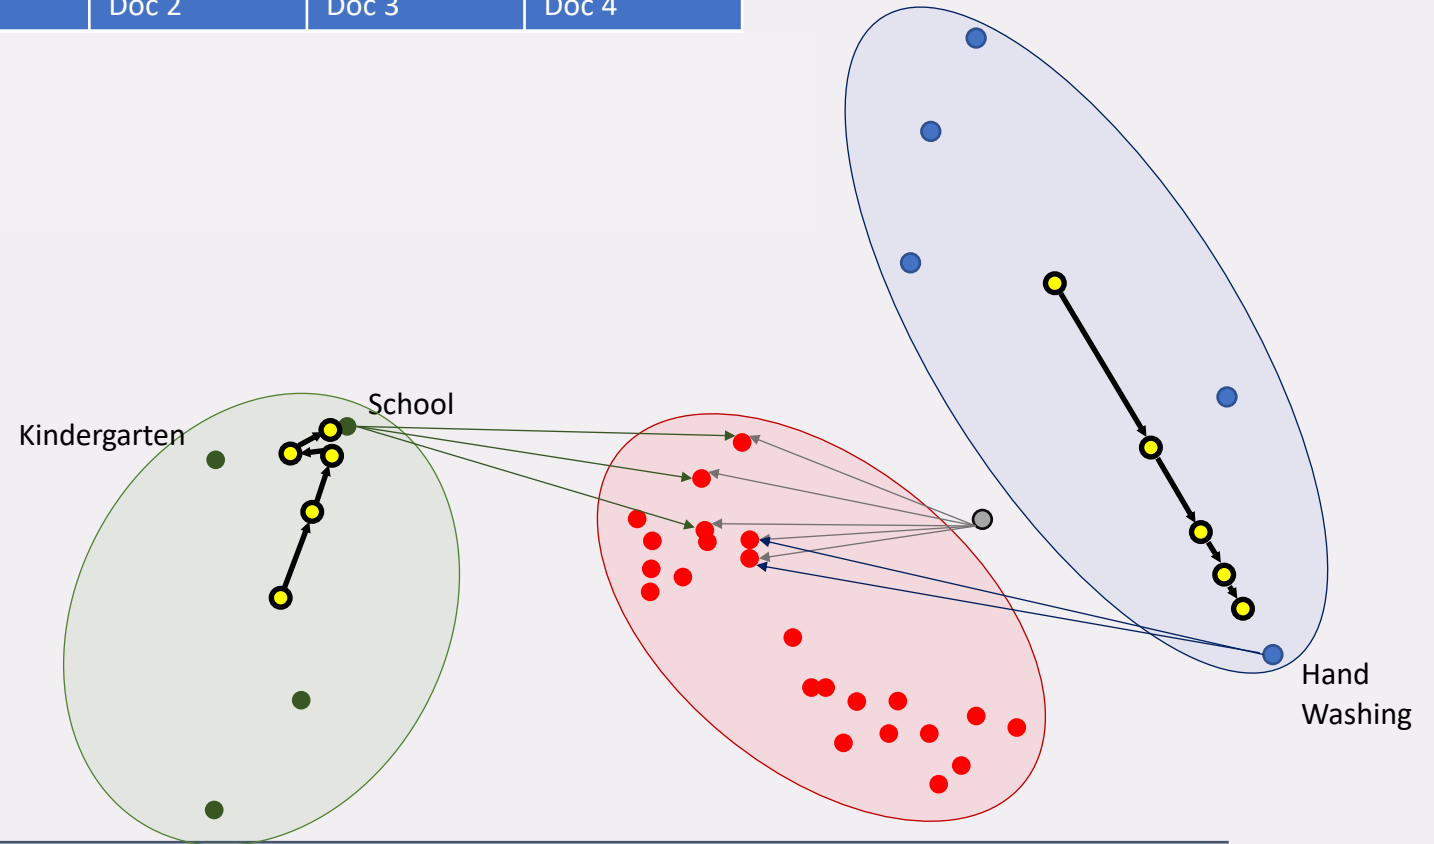 Doc 2
Doc 3
Doc 4
School
Kindergarten
Hand
Washing